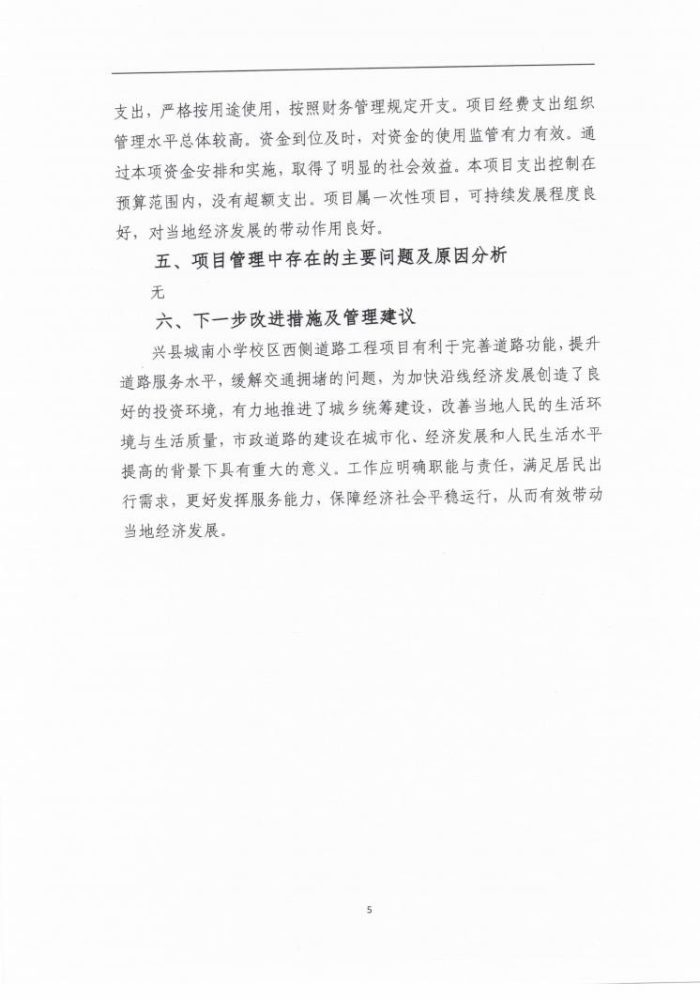 支出，严格按用途使用，按照财务管理规定开支。项目经费支出组织
管理水平总体较高。资金到位及时，对资金的使用监管有力有效。通
过本项资金安排和实施，取得了明显的社会效益。本项目支出控制在
预算范围内，没有超额支出。项目属一次性项目，可持续发展程度良
好，对当地经济发展的带动作用良好。
五、项目管理中存在的主要问题及原因分析
无
六、下一步改进措施及管理建议
兴县城南小学校区西侧道路工程项目有利于完善道路功能，提升
道路服务水平，缓解交通拥堵的问题，为加快沿线经济发展创造了良
好的投资环境，有力地推进了城乡统筹建设，改善当地人民的生活环
境与生活质量，市政道路的建设在城市化、经济发展和人民生活水平
提高的背景下具有重大的意义。工作应明确职能与责任，满足居民出
行需求，更好发挥服务能力，保障经济社会平稳运行，从而有效带动
当地经济发展。
5